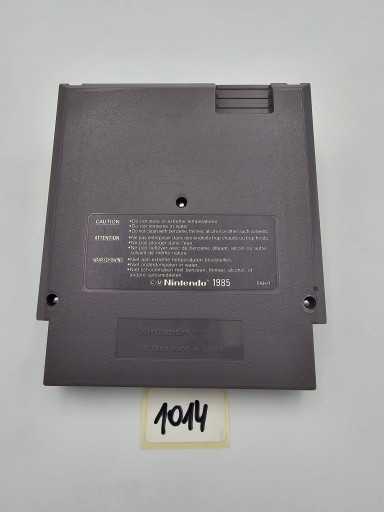 CAUTION •Do not store in extreme temperatures.
•Do not immerse in water.
•Do not clean with benzene, thinner, alcohol or other such solvents.
ATTENTION •Ne pas entreposer dans des endroits trop chauds ou trop froids.
•Ne pas plonger dans l'eau.
•Ne pas nettoyer avec du benzène, diluant, alcool ou autre
solvant de même nature.
WAARSCHUWING •Niet aan extreme temperaturen blootstellen.
•Niet onderdompelen in water.
•Niet schoonmaken met benzeen, thinner, alcohol, of
andere oplosmiddelen.
Nintendo 1985
Nintendo
1014